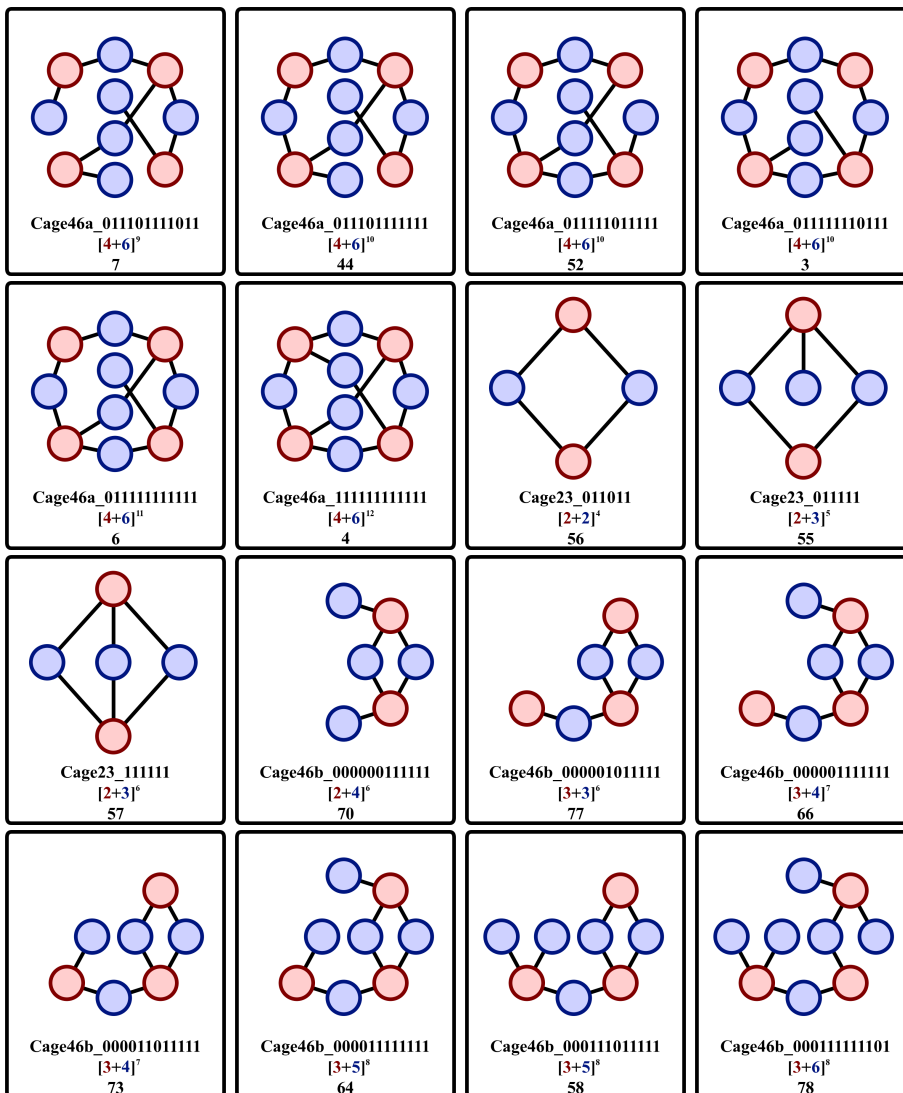 Cage46a_011101111011
[4+6]⁹
7
Cage46a_011101111111
[4+6]¹⁰
44
Cage46a_011111011111
[4+6]¹⁰
52
Cage46a_011111110111
[4+6]¹⁰
3
Cage46a_011111111111
[4+6]¹¹
6
Cage46a_111111111111
[4+6]¹²
4
Cage23_011011
[2+2]⁴
56
Cage23_011111
[2+3]⁵
55
Cage23_111111
[2+3]⁶
57
Cage46b_000000111111
[2+4]⁶
70
Cage46b_000001011111
[3+3]⁶
77
Cage46b_000001111111
[3+4]⁷
66
Cage46b_000011011111
[3+4]⁷
73
Cage46b_000011111111
[3+5]⁸
64
Cage46b_000111011111
[3+5]⁸
58
Cage46b_000111111101
[3+6]⁸
78